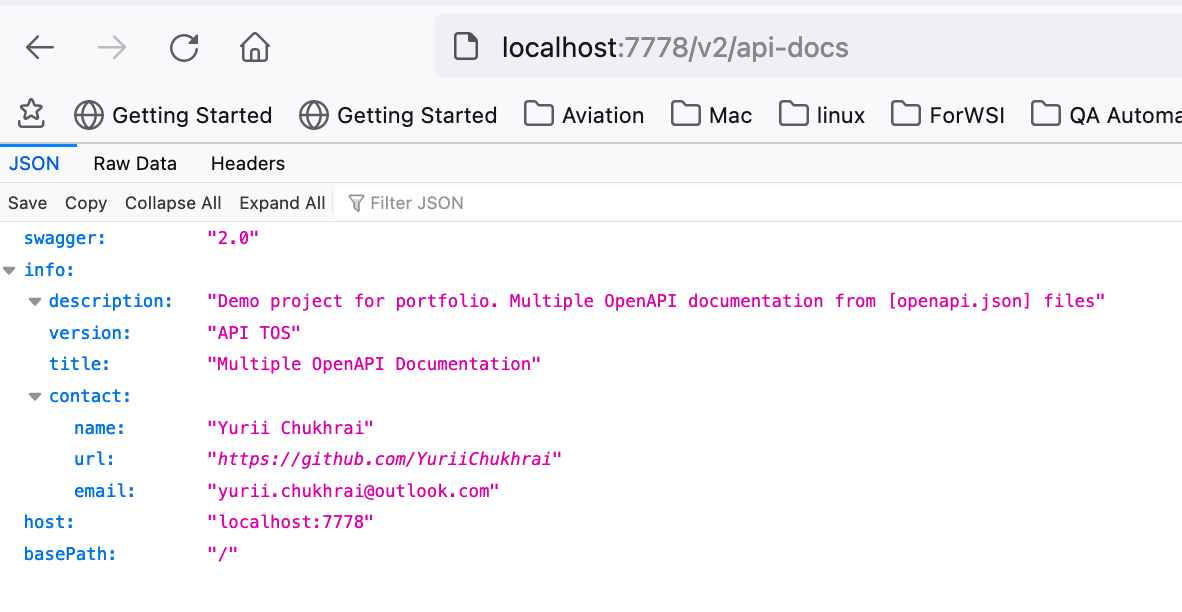 localhost:7778/v2/api-docs
Getting Started Getting Started Aviation Mac linux ForWSI QA Automa
JSON Raw Data Headers
Save Copy Collapse All Expand All Filter JSON
swagger: "2.0"
info:
description: "Demo project for portfolio. Multiple OpenAPI documentation from [openapi.json] files"
version: "API TOS"
title: "Multiple OpenAPI Documentation"
contact:
name: "Yurii Chukhrai"
url: "https://github.com/YuriiChukhrai"
email: "yurii.chukhrai@outlook.com"
host: "localhost:7778"
basePath: "/"